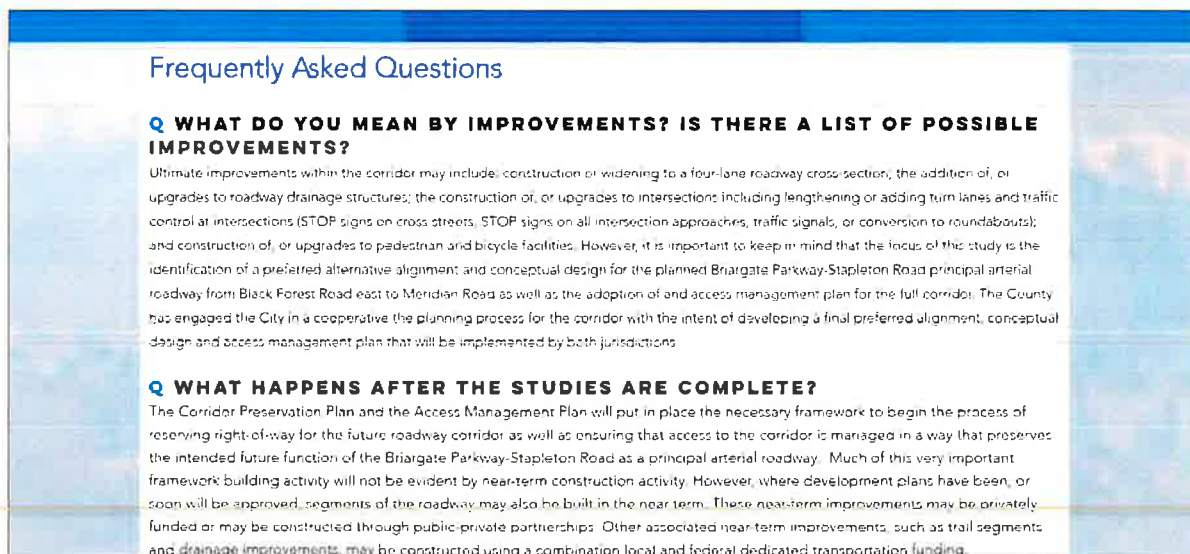 Frequently Asked Questions
Q WHAT DO YOU MEAN BY IMPROVEMENTS? IS THERE A LIST OF POSSIBLE
IMPROVEMENTS?
Ultimate improvements within the corridor may include: construction or widening to a four-lane roadway cross-section; the addition of, or
upgrades to roadway drainage structures; the construction of, or upgrades to intersections including lengthening or adding turn lanes and traffic
control at intersections (STOP signs on cross streets, STOP signs on all intersection approaches, traffic signals, or conversion to roundabouts);
and construction of, or upgrades to pedestrian and bicycle facilities. However, it is important to keep in mind that the focus of this study is the
identification of a preferred alternative alignment and conceptual design for the planned Briargate Parkway-Stapleton Road principal arterial
roadway from Black Forest Road east to Meridian Road as well as the adoption of and access management plan for the full corridor. The County
has engaged the City in a cooperative the planning process for the corridor with the intent of developing a final preferred alignment, conceptual
design and access management plan that will be implemented by both jurisdictions
Q WHAT HAPPENS AFTER THE STUDIES ARE COMPLETE?
The Corridor Preservation Plan and the Access Management Plan will put in place the necessary framework to begin the process of
reserving right-of-way for the future roadway corridor as well as ensuring that access to the corridor is managed in a way that preserves
the intended future function of the Briargate Parkway-Stapleton Road as a principal arterial roadway. Much of this very important
framework building activity will not be evident by near-term construction activity. However, where development plans have been, or
soon will be approved, segments of the roadway may also be built in the near term. These near-term improvements may be privately
funded or may be constructed through public-private partnerships. Other associated near-term improvements, such as trail segments
and drainage improvements, may be constructed using a combination local and federal dedicated transportation funding.